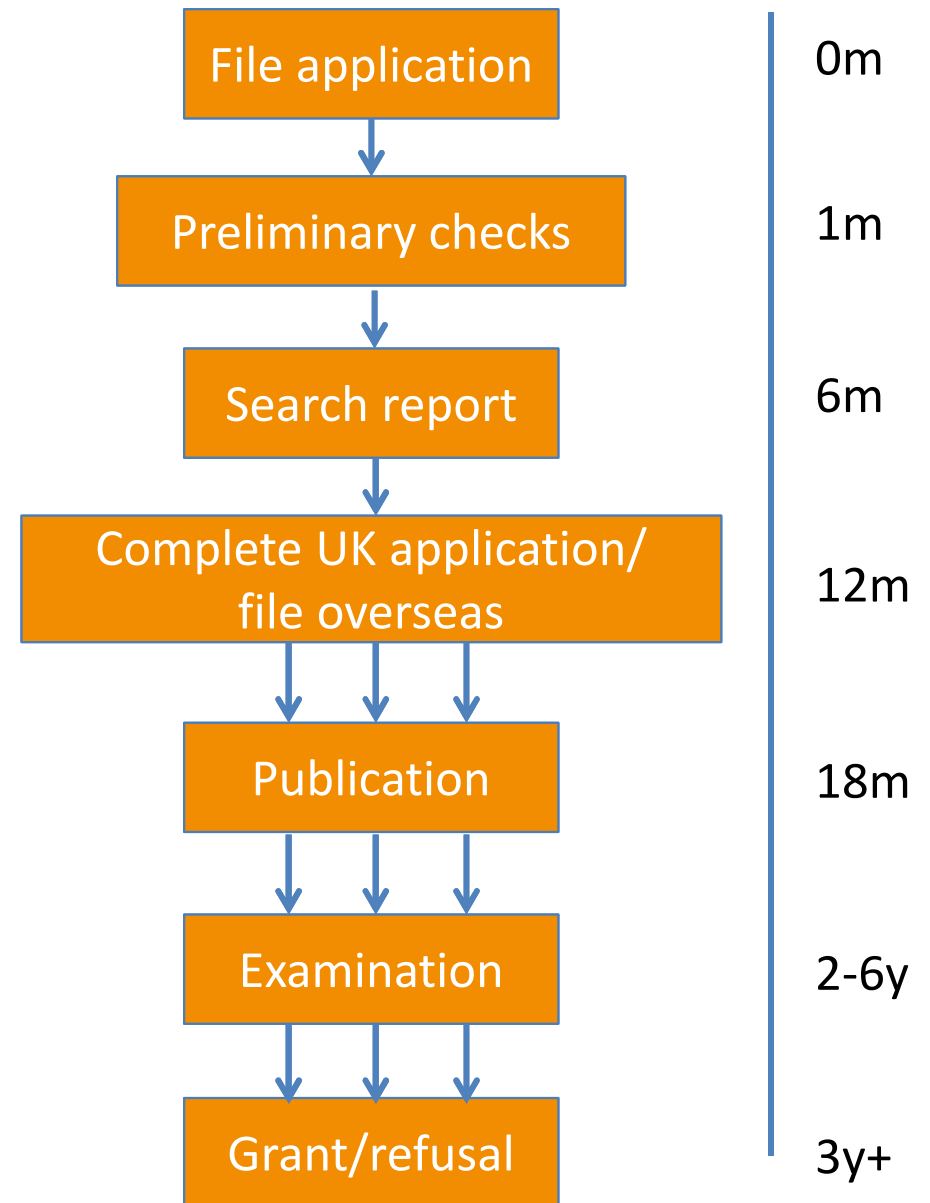 File application
0m
Preliminary checks
1m
Search report
6m
Complete UK application/
file overseas
12m
Publication
18m
Examination
2-6y
Grant/refusal
3y+